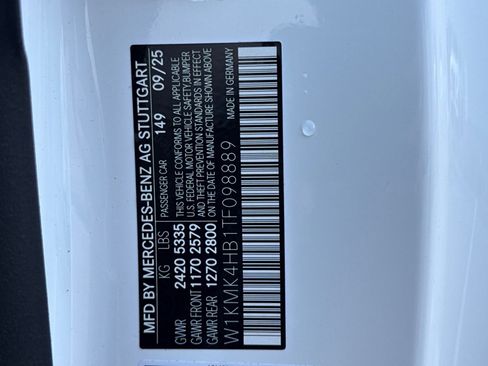 MFD BY MERCEDES-BENZ AG STUTTGART
KG LBS PASSENGER CAR 149 09/25
GVWR 2420 5335 THIS VEHICLE CONFORMS TO ALL APPLICABLE
GAWR FRONT 1170 2579 U.S. FEDERAL MOTOR VEHICLE SAFETY, BUMPER
AND THEFT PREVENTION STANDARDS IN EFFECT
GAWR REAR 1270 2800 ON THE DATE OF MANUFACTURE SHOWN ABOVE
W1KMK4HB1TF098889 MADE IN GERMANY